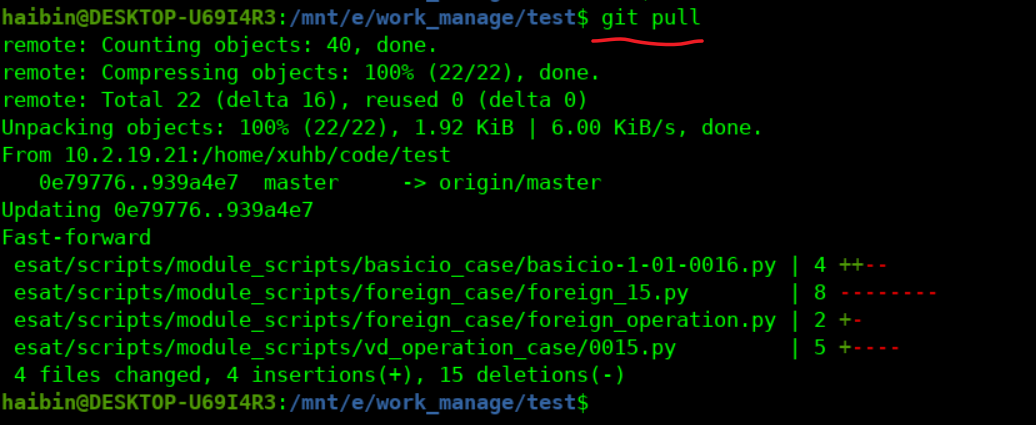 haibin@DESKTOP-U69I4R3:/mnt/e/work_manage/test$ git pull
remote: Counting objects: 40, done.
remote: Compressing objects: 100% (22/22), done.
remote: Total 22 (delta 16), reused 0 (delta 0)
Unpacking objects: 100% (22/22), 1.92 KiB | 6.00 KiB/s, done.
From 10.2.19.21:/home/xuhb/code/test
   0e79776..939a4e7  master     -> origin/master
Updating 0e79776..939a4e7
Fast-forward
 esat/scripts/module_scripts/basicio_case/basicio-1-01-0016.py | 4 ++--
 esat/scripts/module_scripts/foreign_case/foreign_15.py        | 8 --------
 esat/scripts/module_scripts/foreign_case/foreign_operation.py | 2 +-
 esat/scripts/module_scripts/vd_operation_case/0015.py         | 5 +----
 4 files changed, 4 insertions(+), 15 deletions(-)
haibin@DESKTOP-U69I4R3:/mnt/e/work_manage/test$